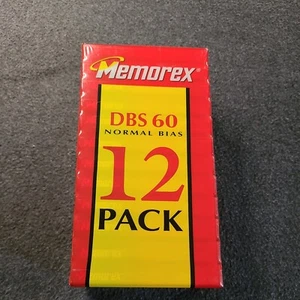 Memorex®
DBS 60
NORMAL BIAS
12
PACK